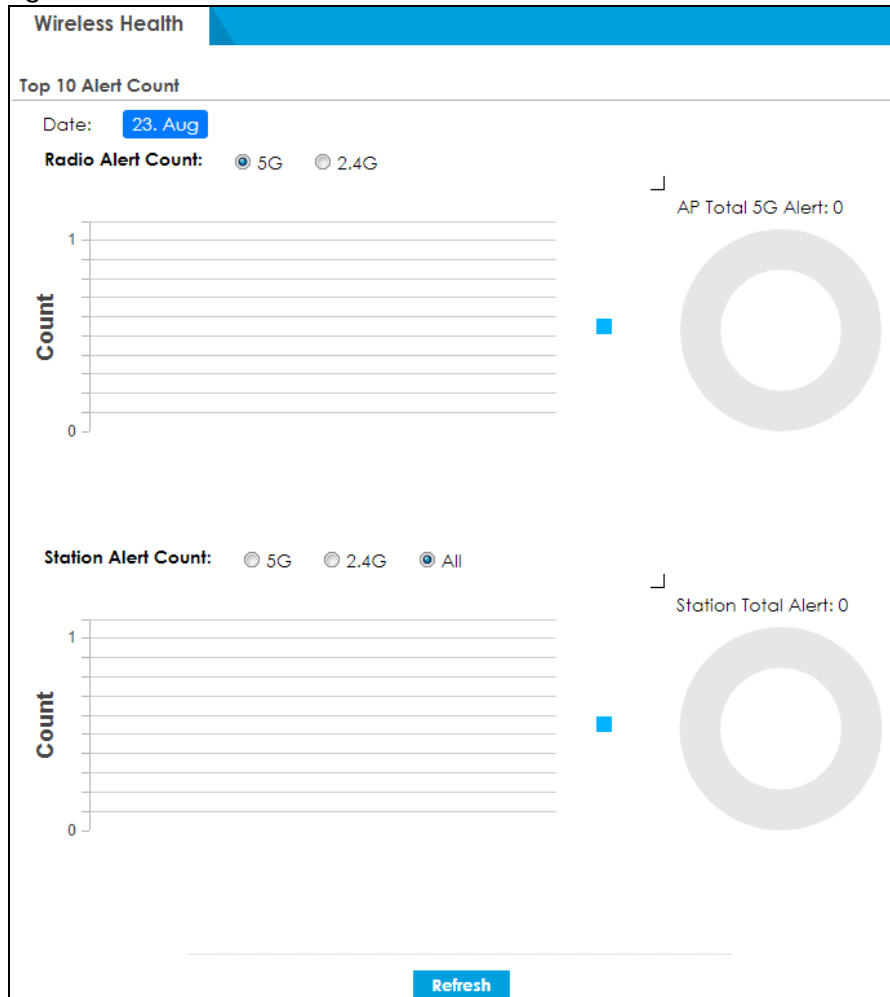 Wireless Health
Top 10 Alert Count
Date: 23. Aug
Radio Alert Count: 5G 2.4G
AP Total 5G Alert: 0
1
Count
0
Station Alert Count: 5G 2.4G All
Station Total Alert: 0
1
Count
0
Refresh